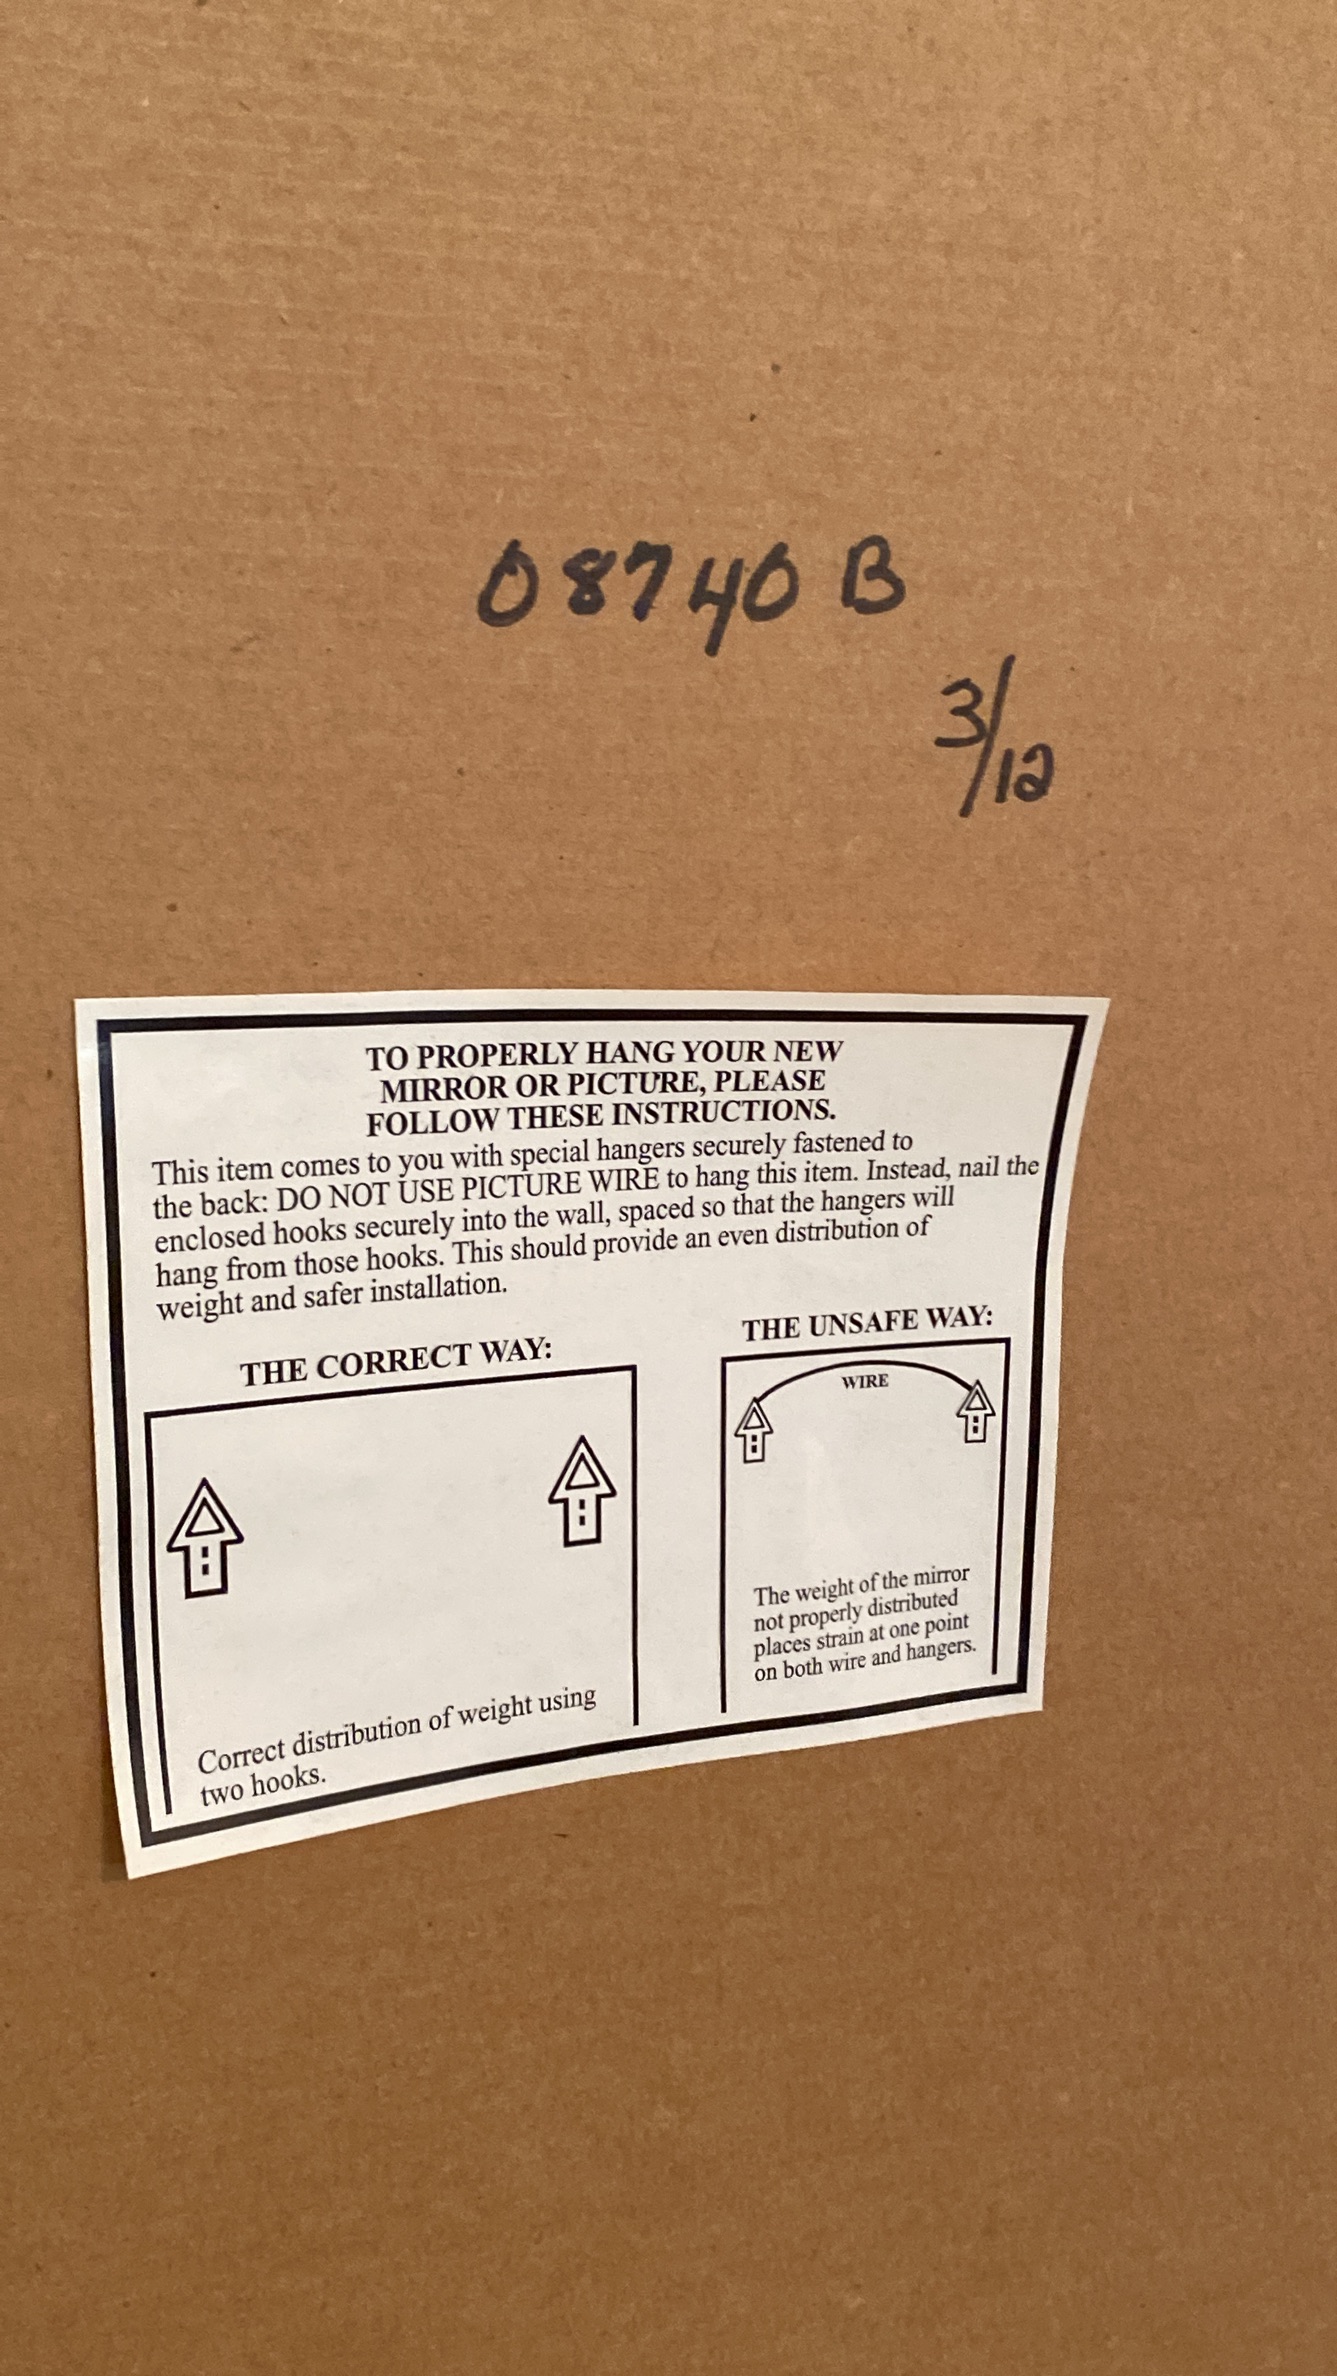 08740 B
3/12
TO PROPERLY HANG YOUR NEW
MIRROR OR PICTURE, PLEASE
FOLLOW THESE INSTRUCTIONS.
This item comes to you with special hangers securely fastened to
the back: DO NOT USE PICTURE WIRE to hang this item. Instead, nail the
enclosed hooks securely into the wall, spaced so that the hangers will
hang from those hooks. This should provide an even distribution of
weight and safer installation.
THE CORRECT WAY:
Correct distribution of weight using
two hooks.
THE UNSAFE WAY:
WIRE
The weight of the mirror
not properly distributed
places strain at one point
on both wire and hangers.